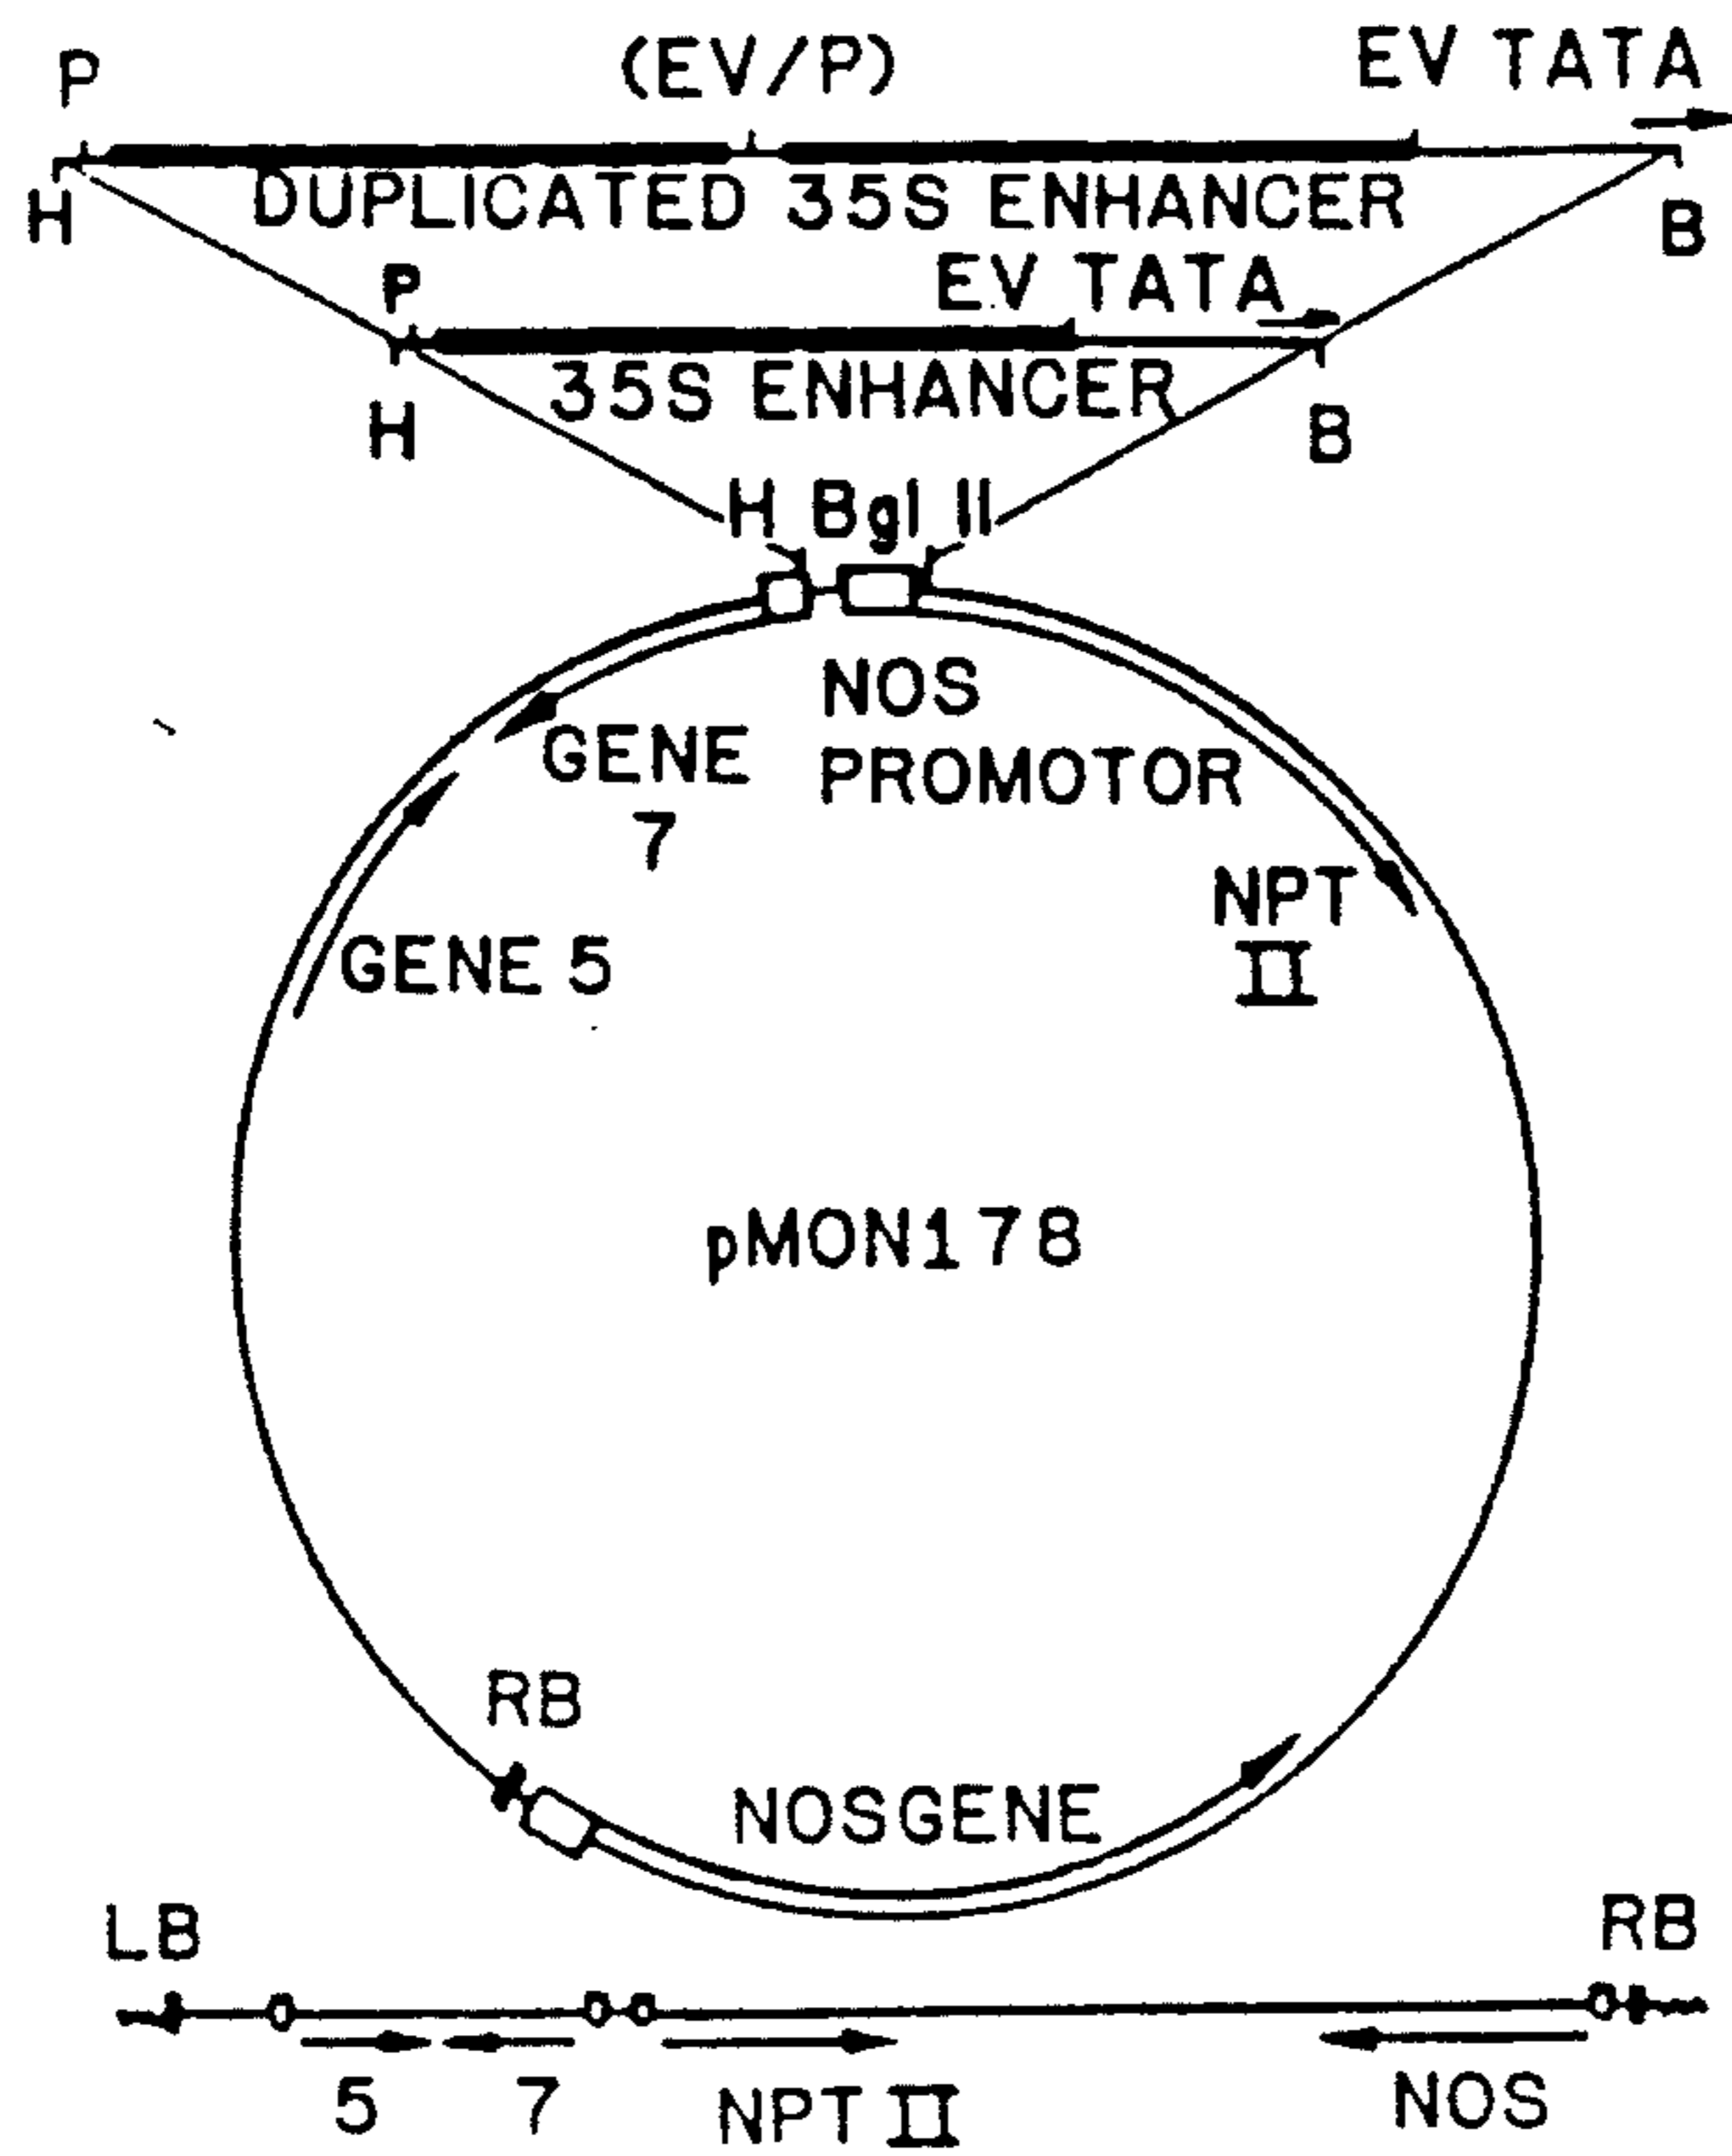 P (EV/P) EV TATA
H DUPLICATED 35S ENHANCER B
P EV TATA
35S ENHANCER
H B
H Bgl II
NOS
PROMOTOR
GENE
7
NPT
II
GENE 5
pMON178
RB
NOSGENE
LB RB
5 7 NPT II NOS